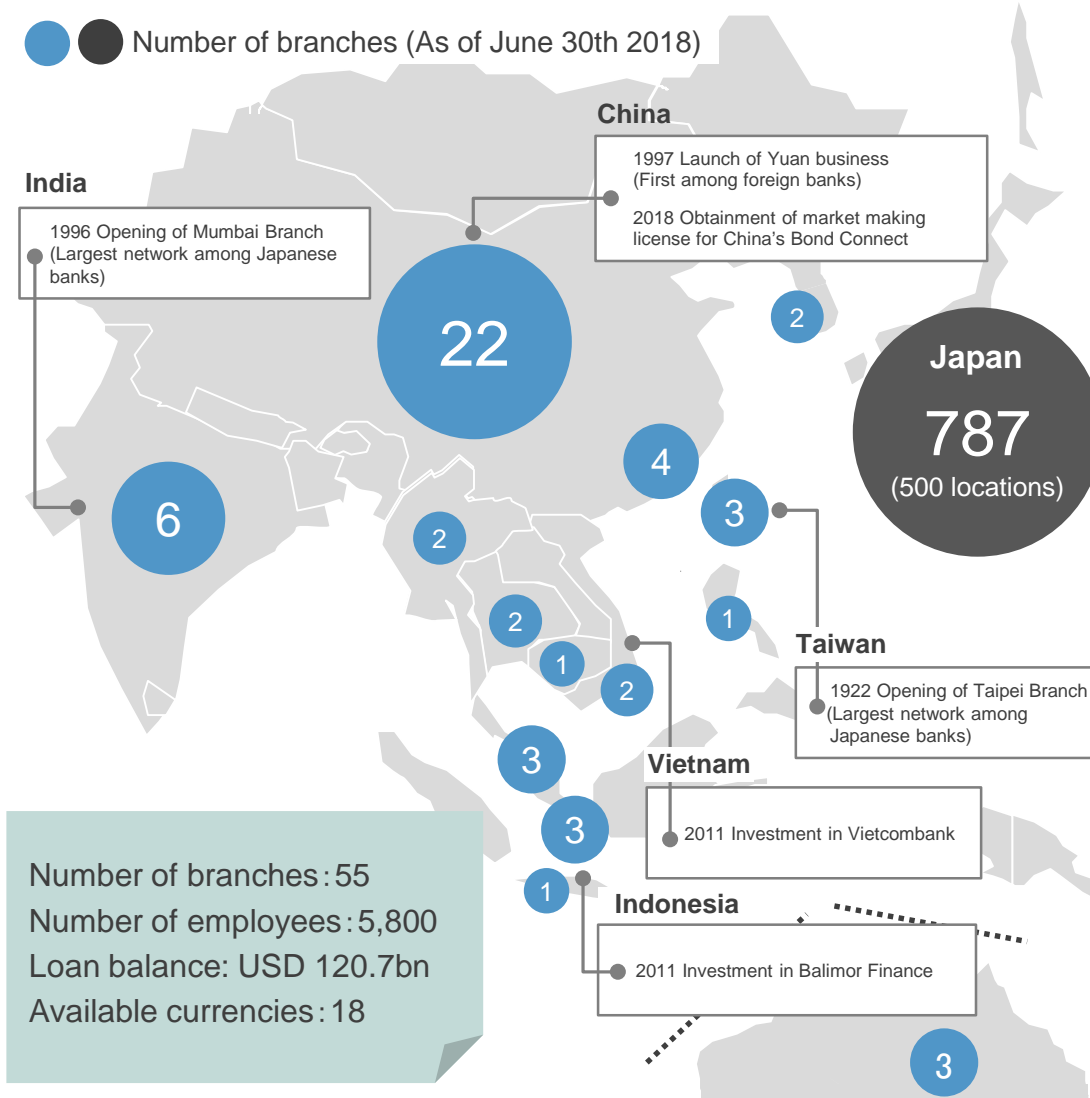 Number of branches (As of June 30th 2018)
China
1997 Launch of Yuan business
(First among foreign banks)
2018 Obtainment of market making
license for China's Bond Connect
India
1996 Opening of Mumbai Branch
(Largest network among Japanese
banks)
22
2
Japan
787
(500 locations)
4
3
6
2
2
1
1
2
Taiwan
1922 Opening of Taipei Branch
(Largest network among
Japanese banks)
3
Vietnam
2011 Investment in Vietcombank
3
1
Indonesia
2011 Investment in Balimor Finance
Number of branches:55
Number of employees:5,800
Loan balance: USD 120.7bn
Available currencies:18
3